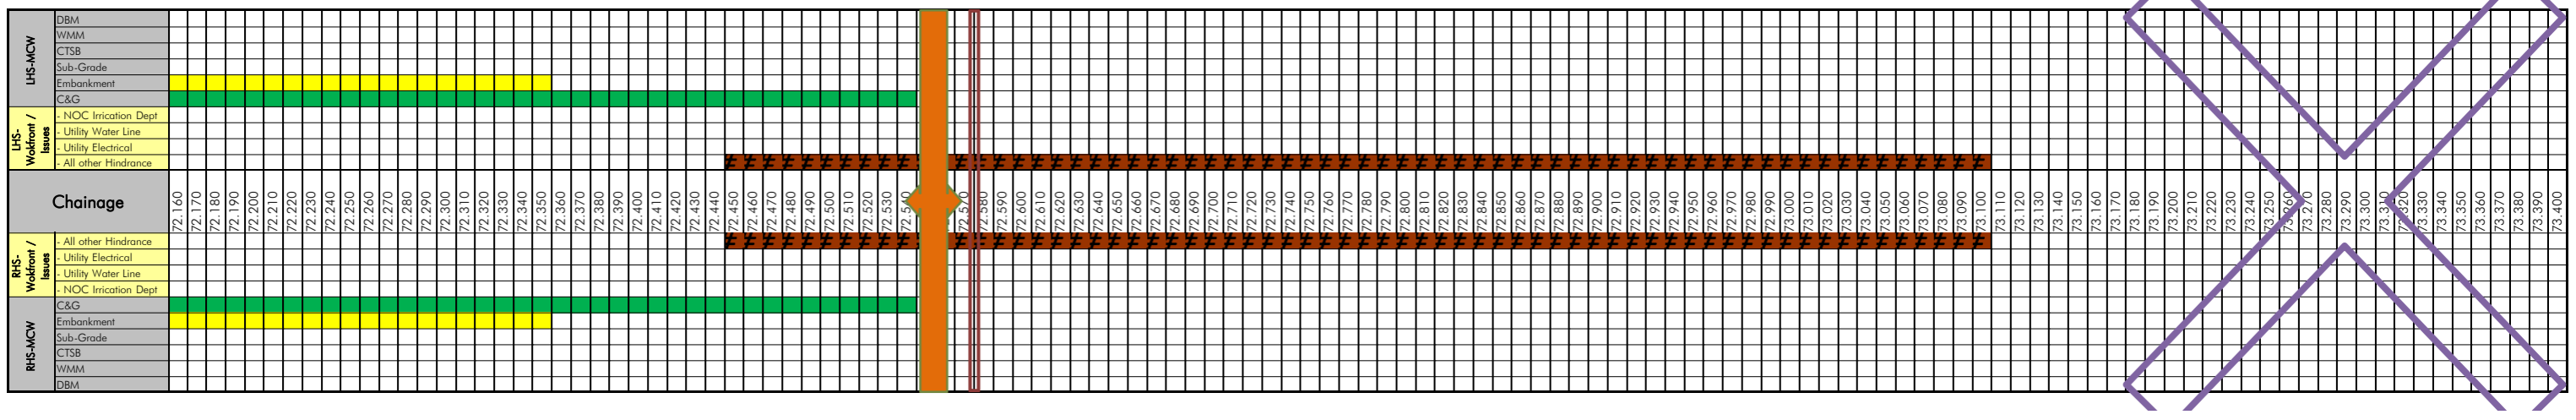 LHS-MCW
DBM
WMM
CTSB
Sub-Grade
Embankment
C&G
LHS-
Wokfront /
Issues
- NOC Irrication Dept
- Utility Water Line
- Utility Electrical
- All other Hindrance
Chainage
72.160 72.170 72.180 72.190 72.200 72.210 72.220 72.230 72.240 72.250 72.260 72.270 72.280 72.290 72.300 72.310 72.320 72.330 72.340 72.350 72.360 72.370 72.380 72.390 72.400 72.410 72.420 72.430 72.440 72.450 72.460 72.470 72.480 72.490 72.500 72.510 72.520 72.530 72.580 72.590 72.600 72.610 72.620 72.630 72.640 72.650 72.660 72.670 72.680 72.690 72.700 72.710 72.720 72.730 72.740 72.750 72.760 72.770 72.780 72.790 72.800 72.810 72.820 72.830 72.840 72.850 72.860 72.870 72.880 72.890 72.900 72.910 72.920 72.930 72.940 72.950 72.960 72.970 72.980 72.990 73.000 73.010 73.020 73.030 73.040 73.050 73.060 73.070 73.080 73.090 73.100 73.110 73.120 73.130 73.140 73.150 73.160 73.170 73.180 73.190 73.200 73.210 73.220 73.230 73.240 73.250 73.260 73.270 73.280 73.290 73.300 73.310 73.320 73.330 73.340 73.350 73.360 73.370 73.380 73.390 73.400
RHS-
Wokfront /
Issues
- All other Hindrance
- Utility Electrical
- Utility Water Line
- NOC Irrication Dept
RHS-MCW
C&G
Embankment
Sub-Grade
CTSB
WMM
DBM